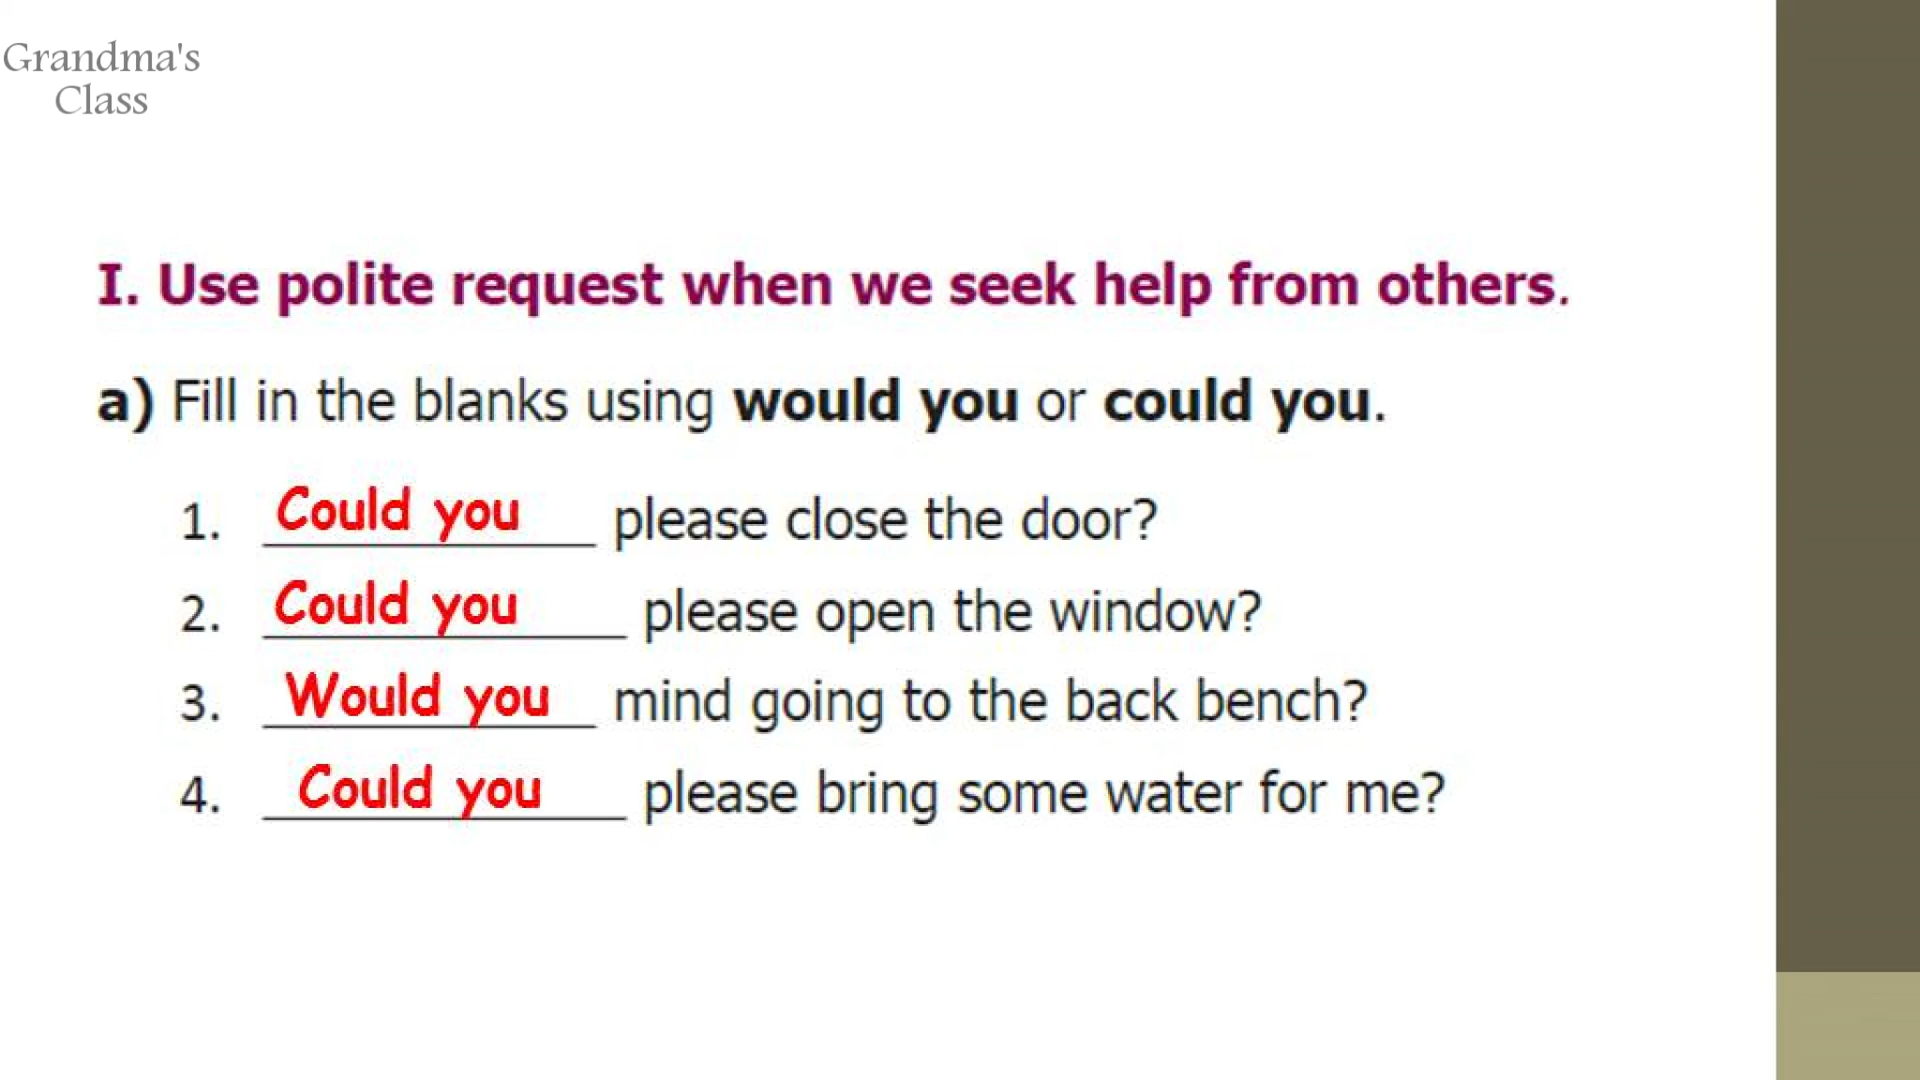 Grandma's
Class
I. Use polite request when we seek help from others.
a) Fill in the blanks using would you or could you.
1. Could you please close the door?
2. Could you please open the window?
3. Would you mind going to the back bench?
4. Could you please bring some water for me?